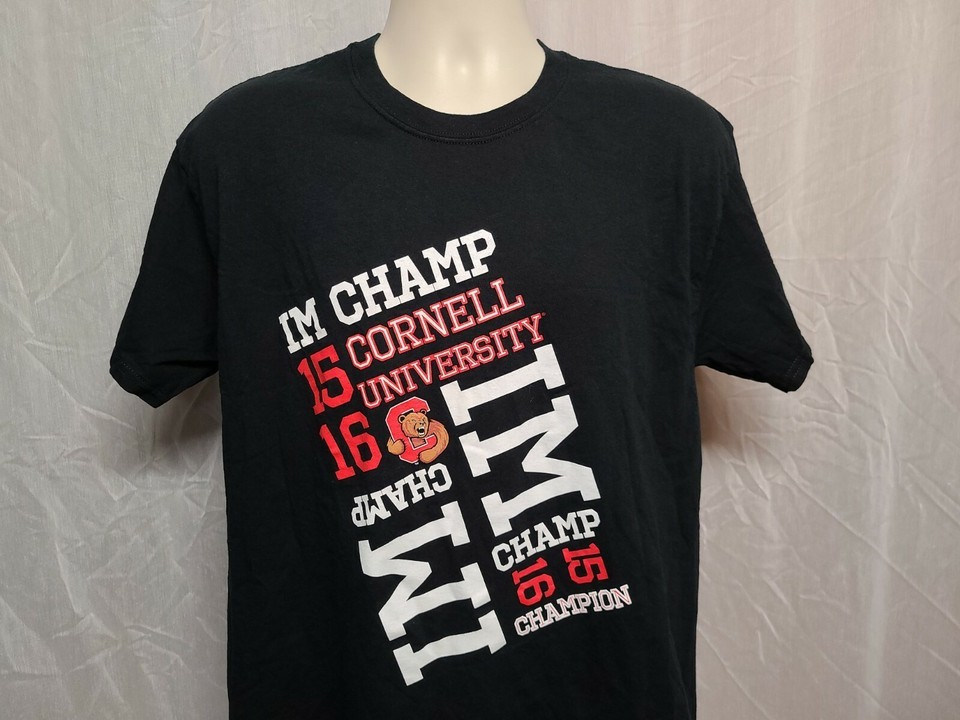 IM CHAMP
15 CORNELL
UNIVERSITY
16 C
CHAMP
IM
IM
CHAMP
15
16
CHAMPION